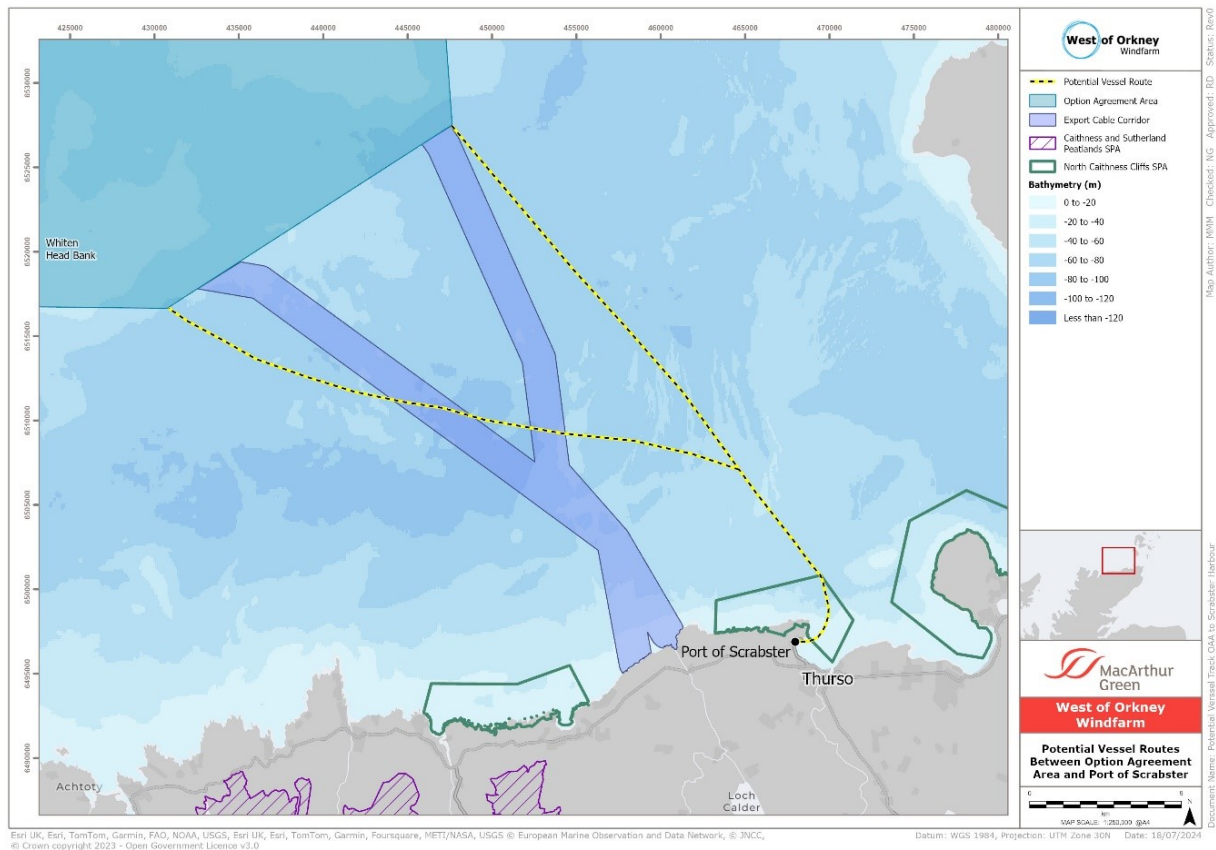 425000 430000 435000 440000 445000 450000 455000 460000 465000 470000 475000 480000
6530000
6525000
6520000
6515000
6510000
6505000
6500000
6495000
6490000
Whiten
Head Bank
Port of Scrabster
Thurso
Achtoty
Loch
Calder
West of Orkney
Windfarm
Potential Vessel Route
Option Agreement Area
Export Cable Corridor
Caithness and Sutherland
Peatlands SPA
North Caithness Cliffs SPA
Bathymetry (m)
0 to -20
-20 to -40
-40 to -60
-60 to -80
-80 to -100
-100 to -120
Less than -120
MacArthur
Green
West of Orkney
Windfarm
Potential Vessel Routes
Between Option Agreement
Area and Port of Scrabster
0
N
MAP SCALE: 1:250,000 @A4
Map Author: MMM Checked: NG Approved: RD Status: Rev0
Document Name: Potential Verssel Track OAA to Scrabster Harbour
Esri UK, Esri, TomTom, Garmin, FAO, NOAA, USGS, Esri UK, Esri, TomTom, Garmin, Foursquare, METI/NASA, USGS © European Marine Observation and Data Network, © JNCC,
© Crown copyright 2023 - Open Government Licence v3.0
Datum: WGS 1984, Projection: UTM Zone 30N Date: 18/07/2024